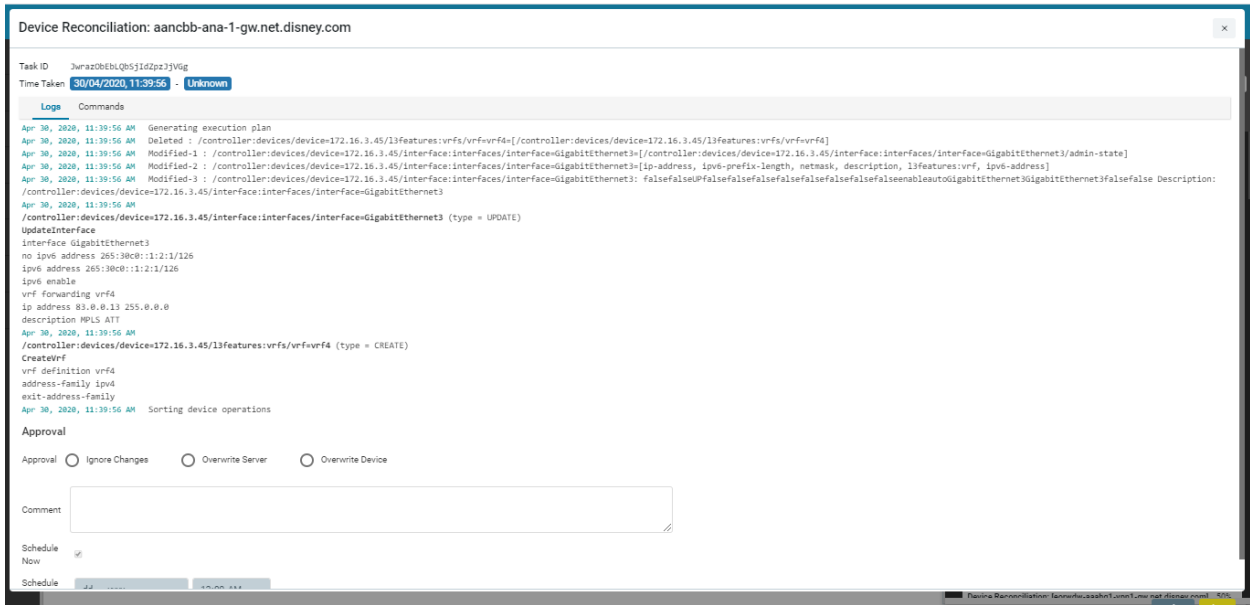 Device Reconciliation: aancbb-ana-1-gw.net.disney.com
×
Task ID JwrazObEbLQbSjIdZpzJjVGg
Time Taken 30/04/2020, 11:39:56 - Unknown
Logs Commands
Apr 30, 2020, 11:39:56 AM Generating execution plan
Apr 30, 2020, 11:39:56 AM Deleted : /controller:devices/device=172.16.3.45/l3features:vrfs/vrf=vrf4=[/controller:devices/device=172.16.3.45/l3features:vrfs/vrf=vrf4]
Apr 30, 2020, 11:39:56 AM Modified-1 : /controller:devices/device=172.16.3.45/interface:interfaces/interface=GigabitEthernet3=[/controller:devices/device=172.16.3.45/interface:interfaces/interface=GigabitEthernet3/admin-state]
Apr 30, 2020, 11:39:56 AM Modified-2 : /controller:devices/device=172.16.3.45/interface:interfaces/interface=GigabitEthernet3=[ip-address, ipv6-prefix-length, netmask, description, l3features:vrf, ipv6-address]
Apr 30, 2020, 11:39:56 AM Modified-3 : /controller:devices/device=172.16.3.45/interface:interfaces/interface=GigabitEthernet3: falsefalseUPfalsefalsefalsefalsefalsefalsefalsefalseenableautoGigabitEthernet3GigabitEthernet3falsefalse Description:
/controller:devices/device=172.16.3.45/interface:interfaces/interface=GigabitEthernet3
Apr 30, 2020, 11:39:56 AM
/controller:devices/device=172.16.3.45/interface:interfaces/interface=GigabitEthernet3 (type = UPDATE)
UpdateInterface
interface GigabitEthernet3
no ipv6 address 265:30c0::1:2:1/126
ipv6 address 265:30c0::1:2:1/126
ipv6 enable
vrf forwarding vrf4
ip address 83.0.0.13 255.0.0.0
description MPLS ATT
Apr 30, 2020, 11:39:56 AM
/controller:devices/device=172.16.3.45/l3features:vrfs/vrf=vrf4 (type = CREATE)
CreateVrf
vrf definition vrf4
address-family ipv4
exit-address-family
Apr 30, 2020, 11:39:56 AM Sorting device operations
Approval
Approval Ignore Changes Overwrite Server Overwrite Device
Comment
Schedule
Now
Schedule
Device Reconciliation: 50%